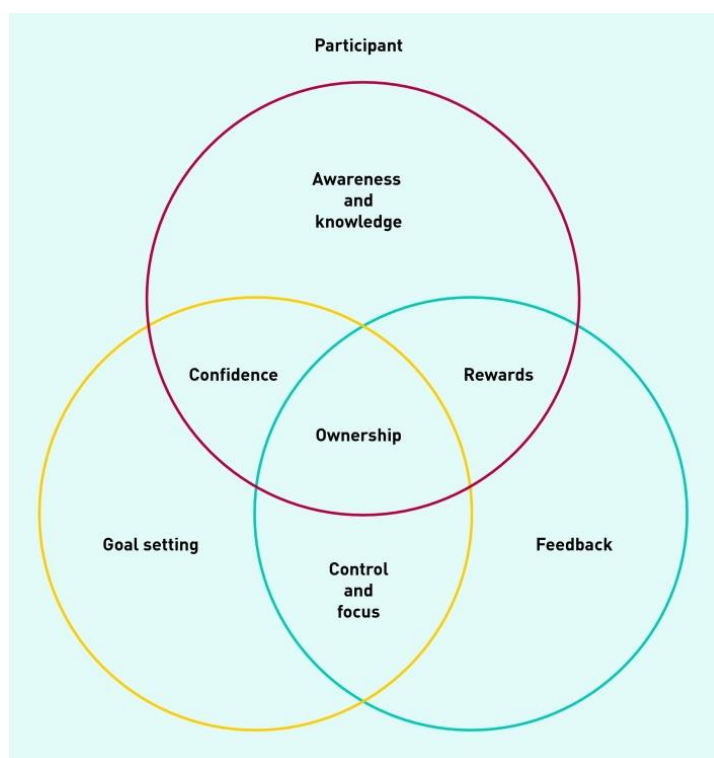 Participant
Awareness
and
knowledge
Confidence
Rewards
Ownership
Goal setting
Feedback
Control
and
focus